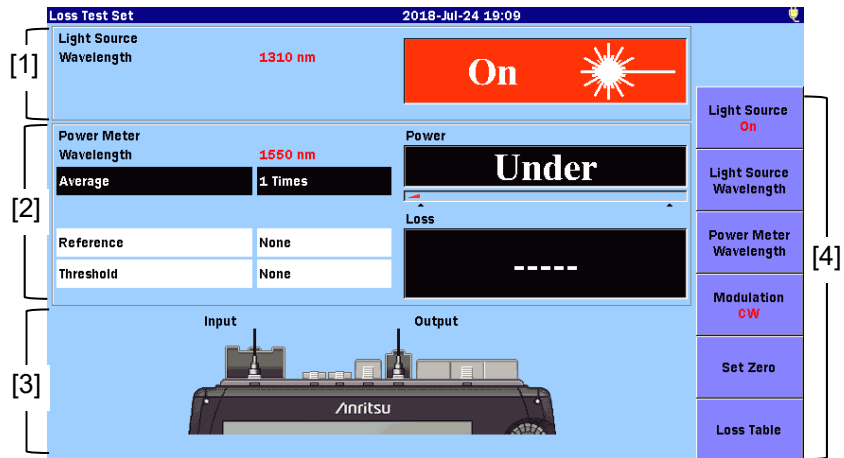 Loss Test Set 2018-Jul-24 19:09
[1]
Light Source
Wavelength 1310 nm
On
[2]
Power Meter
Wavelength 1550 nm
Average 1 Times
Reference None
Threshold None
Power
Under
Loss
-----
[3]
Input Output
Anritsu
[4]
Light Source
On
Light Source
Wavelength
Power Meter
Wavelength
Modulation
CW
Set Zero
Loss Table